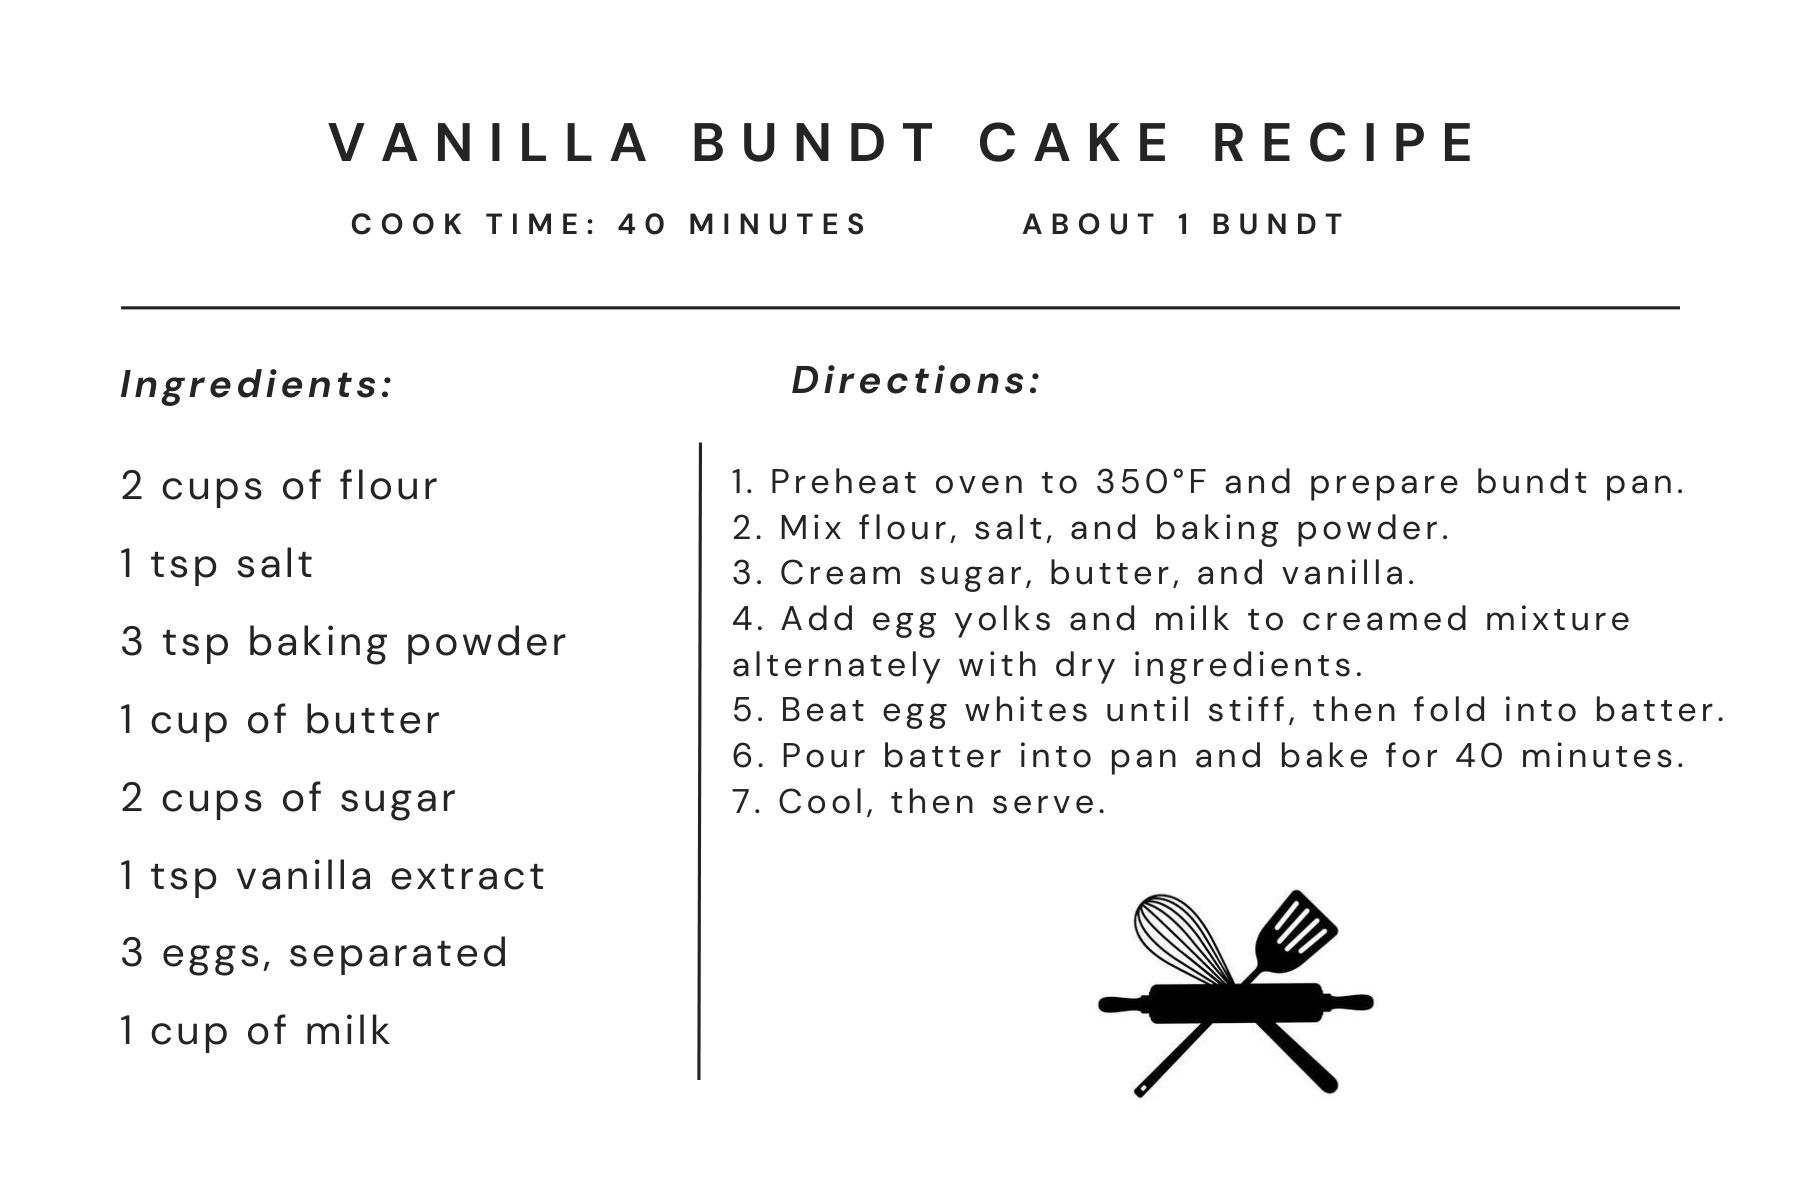 VANILLA BUNDT CAKE RECIPE
COOK TIME: 40 MINUTES
ABOUT 1 BUNDT
Ingredients:
2 cups of flour
1 tsp salt
3 tsp baking powder
1 cup of butter
2 cups of sugar
1 tsp vanilla extract
3 eggs, separated
1 cup of milk
Directions:
1. Preheat oven to 350°F and prepare bundt pan.
2. Mix flour, salt, and baking powder.
3. Cream sugar, butter, and vanilla.
4. Add egg yolks and milk to creamed mixture
alternately with dry ingredients.
5. Beat egg whites until stiff, then fold into batter.
6. Pour batter into pan and bake for 40 minutes.
7. Cool, then serve.